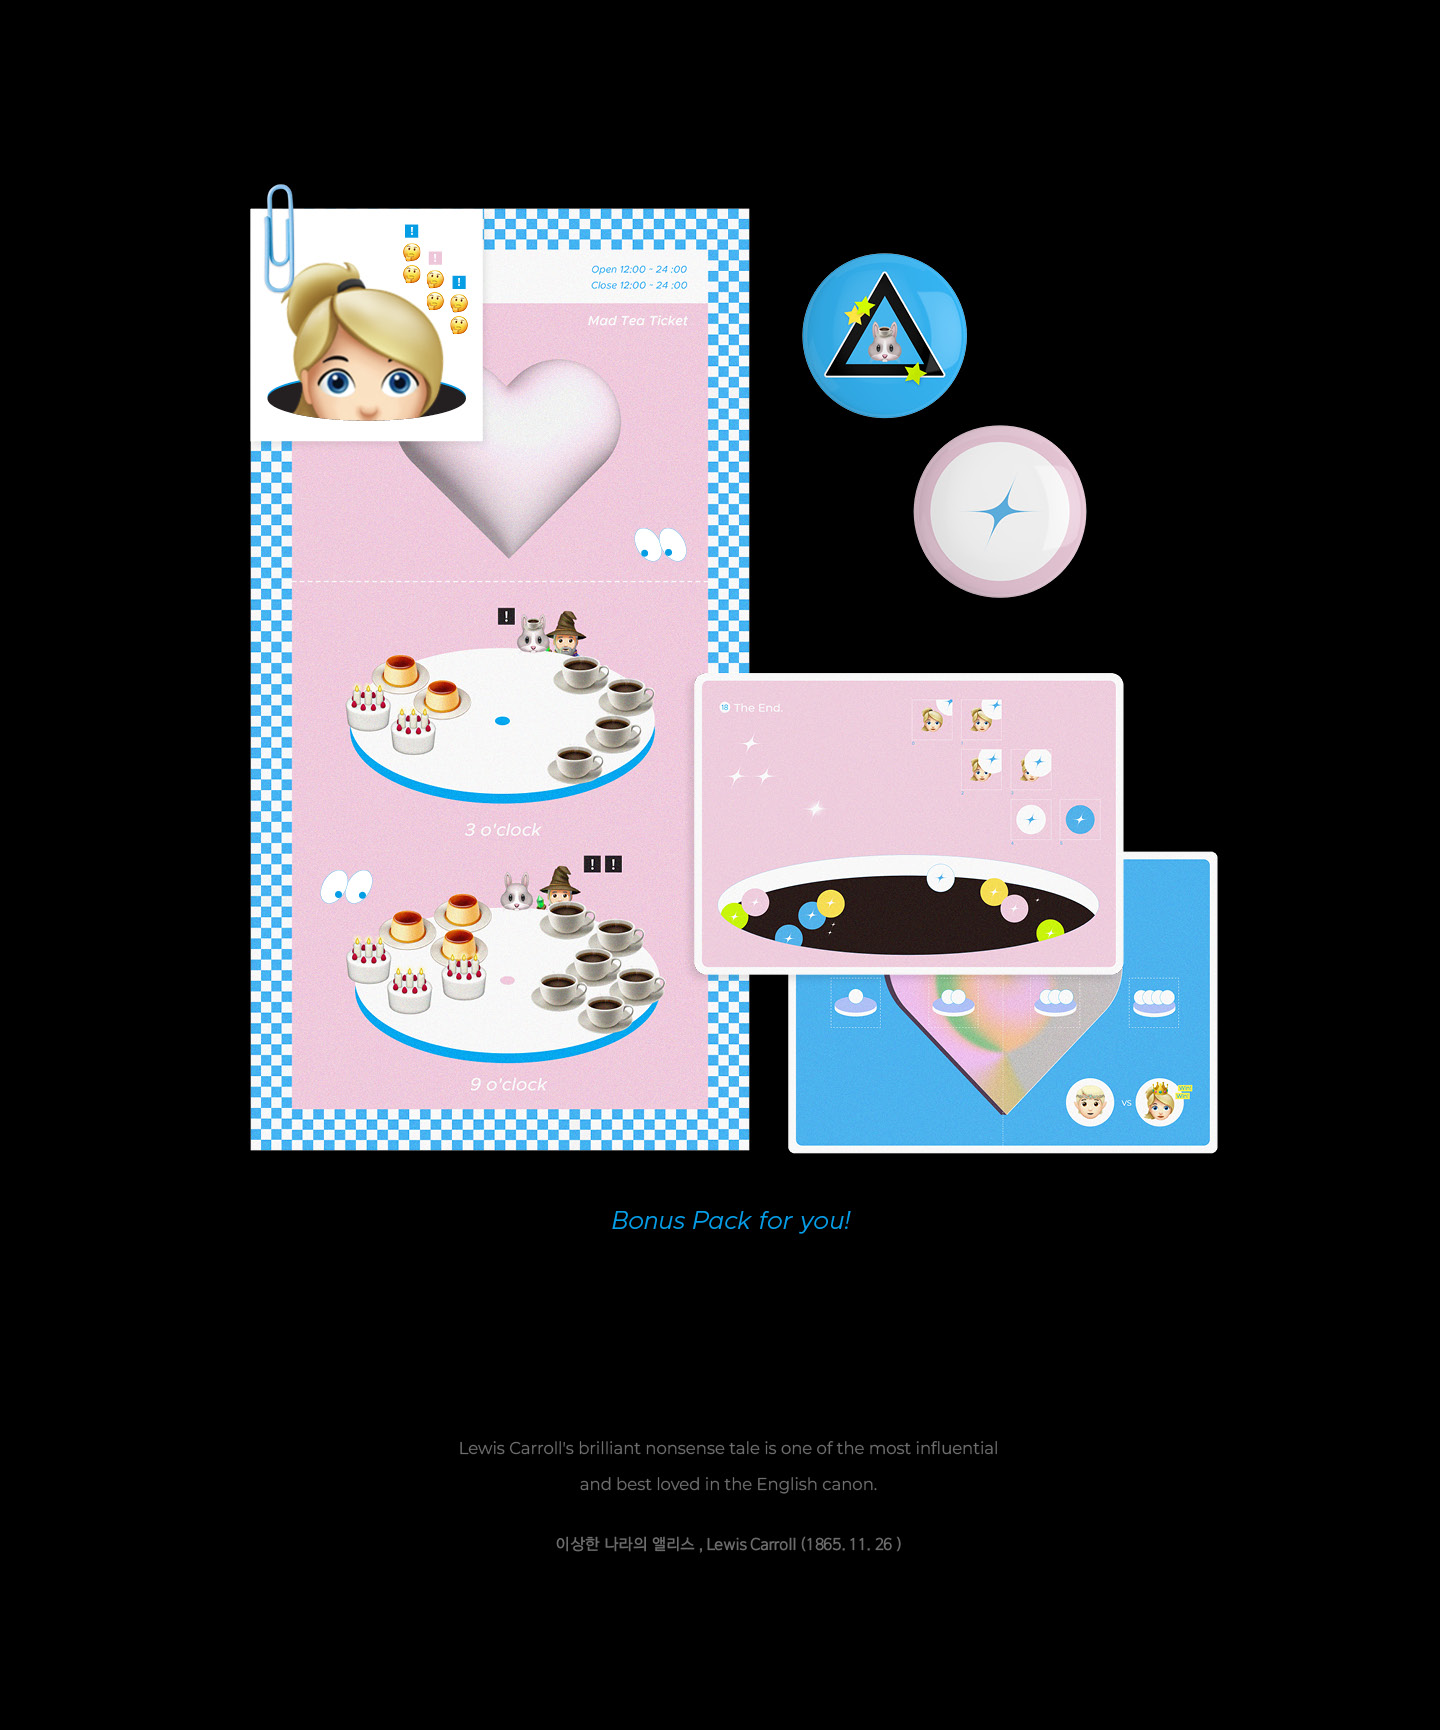 !
!
!
Open 12:00 - 24 :00
Close 12:00 - 24 :00
Mad Tea Ticket
!
3 o'clock
! !
9 o'clock
18 The End.
VS
Win!
Win!
Bonus Pack for you!
Lewis Carroll's brilliant nonsense tale is one of the most influential
and best loved in the English canon.
이상한 나라의 앨리스 , Lewis Carroll (1865. 11. 26 )